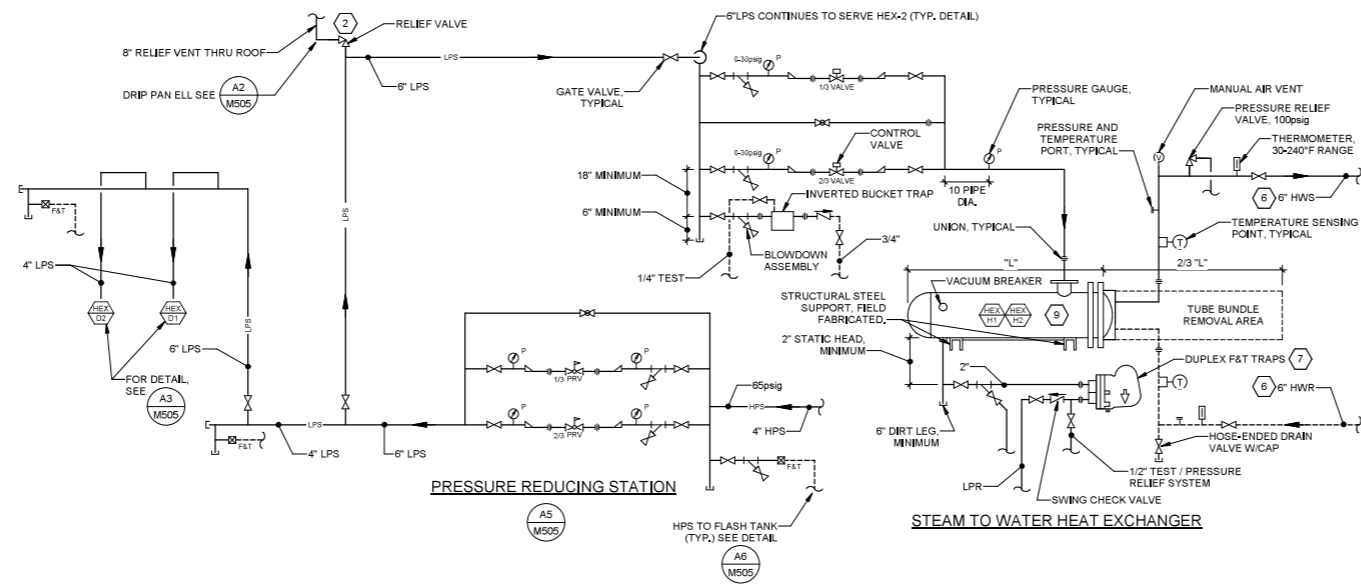 8" RELIEF VENT THRU ROOF
2
RELIEF VALVE
DRIP PAN ELL SEE
A2
M505
6" LPS
LPS
GATE VALVE,
TYPICAL
6"LPS CONTINUES TO SERVE HEX-2 (TYP. DETAIL)
0-30psig
P
1/3 VALVE
CONTROL
VALVE
0-30psig
P
2/3 VALVE
PRESSURE GAUGE,
TYPICAL
P
10 PIPE
DIA.
18" MINIMUM
6" MINIMUM
INVERTED BUCKET TRAP
BLOWDOWN
ASSEMBLY
1/4" TEST
3/4"
MANUAL AIR VENT
V
PRESSURE RELIEF
VALVE, 100psig
PRESSURE AND
TEMPERATURE
PORT, TYPICAL
THERMOMETER,
30-240°F RANGE
6
6" HWS
TEMPERATURE SENSING
POINT, TYPICAL
T
UNION, TYPICAL
"L"
2/3 "L"
VACUUM BREAKER
STRUCTURAL STEEL
SUPPORT, FIELD
FABRICATED.
HEX
H1
HEX
H2
9
TUBE BUNDLE
REMOVAL AREA
2" STATIC HEAD,
MINIMUM
2"
DUPLEX F&T TRAPS
7
T
6
6" HWR
HOSE-ENDED DRAIN
VALVE W/CAP
6" DIRT LEG,
MINIMUM
1/2" TEST / PRESSURE
RELIEF SYSTEM
LPR
SWING CHECK VALVE
STEAM TO WATER HEAT EXCHANGER
F&T
4" LPS
HEX
D2
HEX
D1
LPS
LPS
6" LPS
FOR DETAIL,
SEE
A3
M505
F&T
LPS
4" LPS
6" LPS
P
P
1/3 PRV
P
P
2/3 PRV
65psig
HPS
4" HPS
F&T
PRESSURE REDUCING STATION
A5
M505
HPS TO FLASH TANK
(TYP.) SEE DETAIL
A6
M505